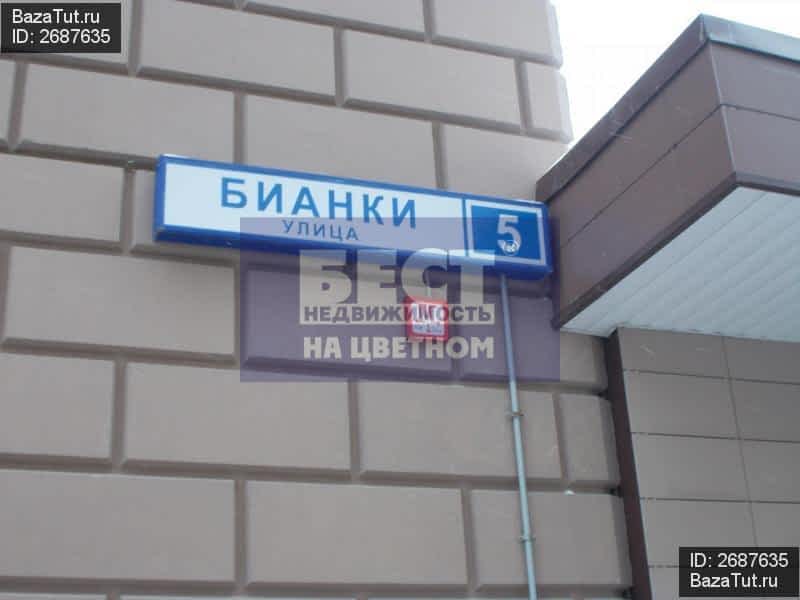 BazaTut.ru
ID: 2687635
БИАНКИ
УЛИЦА
5
БЕСТ
НЕДВИЖИМОСТЬ
НА ЦВЕТНОМ
ID: 2687635
BazaTut.ru